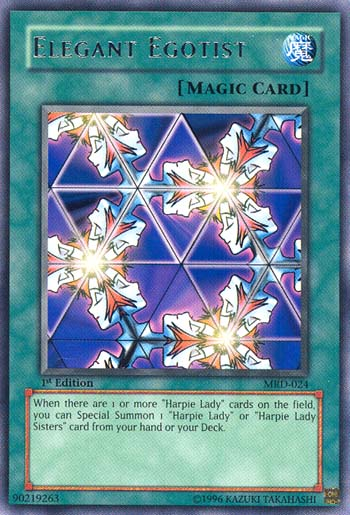 ELEGANT EGOTIST
魔
[MAGIC CARD]
1st Edition
MRD-024
When there are 1 or more "Harpie Lady" cards on the field,
you can Special Summon 1 "Harpie Lady" or "Harpie Lady
Sisters" card from your hand or your Deck.
90219263
©1996 KAZUKI TAKAHASHI